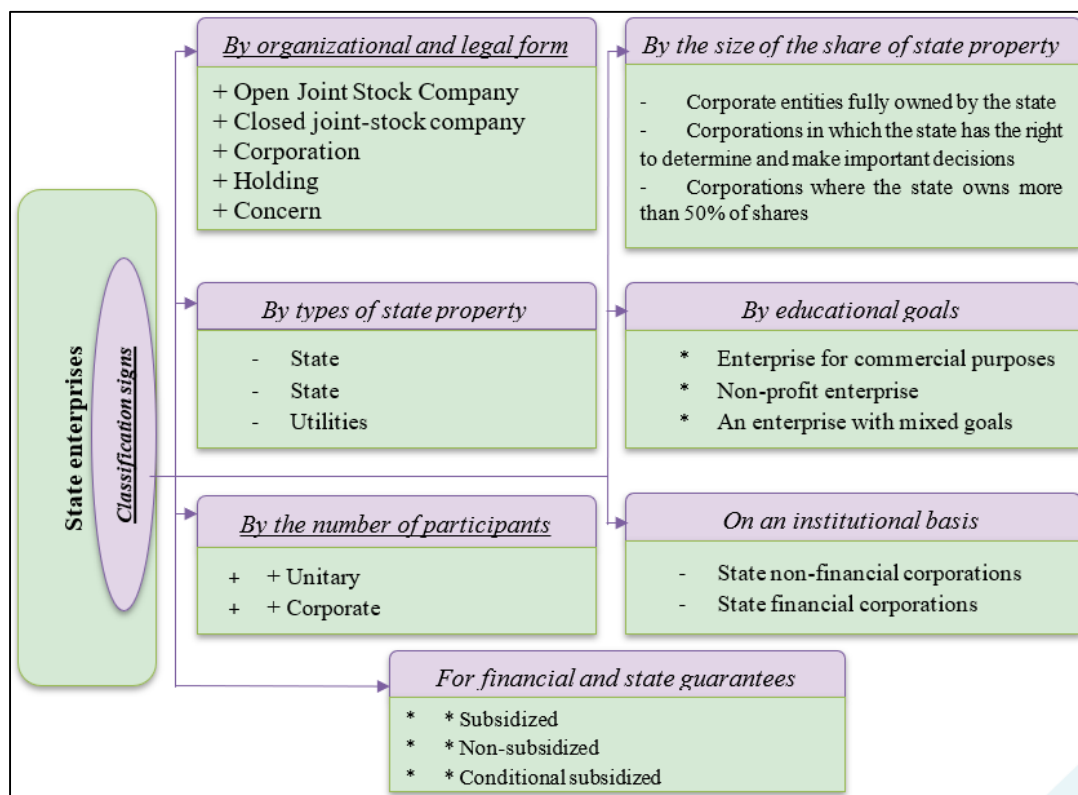 State enterprises
Classification signs
By organizational and legal form
+ Open Joint Stock Company
+ Closed joint-stock company
+ Corporation
+ Holding
+ Concern
By types of state property
- State
- State
- Utilities
By the number of participants
+ + Unitary
+ + Corporate
By the size of the share of state property
- Corporate entities fully owned by the state
- Corporations in which the state has the right
to determine and make important decisions
- Corporations where the state owns more
than 50% of shares
By educational goals
* Enterprise for commercial purposes
* Non-profit enterprise
* An enterprise with mixed goals
On an institutional basis
- State non-financial corporations
- State financial corporations
For financial and state guarantees
* * Subsidized
* * Non-subsidized
* * Conditional subsidized